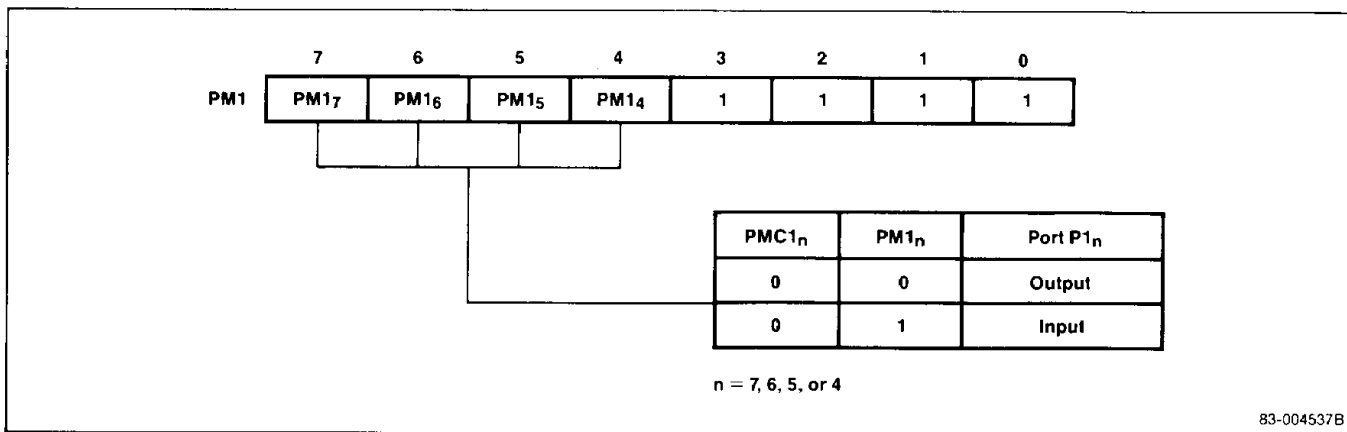 7 6 5 4 3 2 1 0
PM1 PM1₇ PM1₆ PM1₅ PM1₄ 1 1 1 1
PMC1ₙ PM1ₙ Port P1ₙ
0 0 Output
0 1 Input
n = 7, 6, 5, or 4
83-004537B